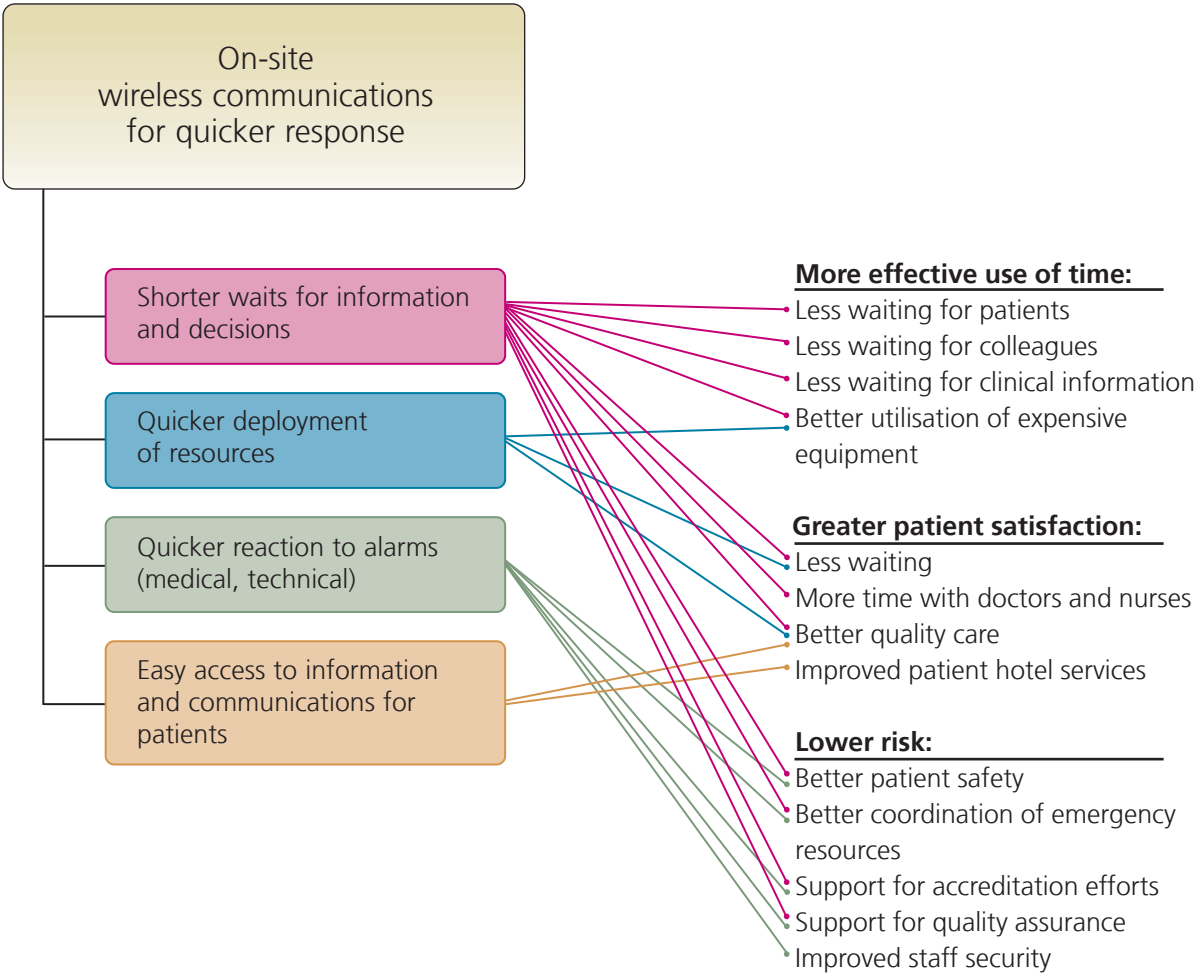 On-site
wireless communications
for quicker response
Shorter waits for information
and decisions
Quicker deployment
of resources
Quicker reaction to alarms
(medical, technical)
Easy access to information
and communications for
patients
More effective use of time:
Less waiting for patients
Less waiting for colleagues
Less waiting for clinical information
Better utilisation of expensive
equipment
Greater patient satisfaction:
Less waiting
More time with doctors and nurses
Better quality care
Improved patient hotel services
Lower risk:
Better patient safety
Better coordination of emergency
resources
Support for accreditation efforts
Support for quality assurance
Improved staff security